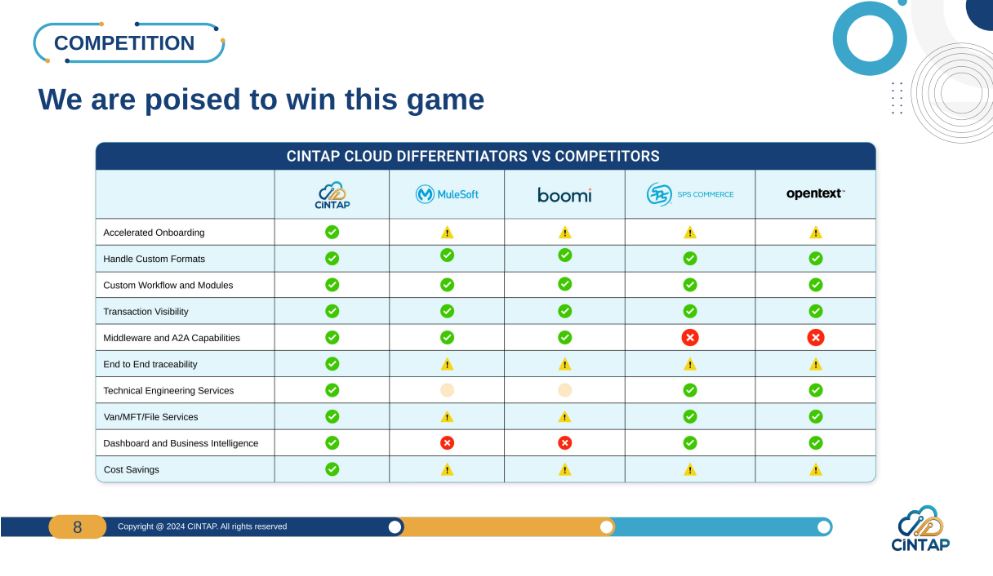 COMPETITION
We are poised to win this game
CINTAP CLOUD DIFFERENTIATORS VS COMPETITORS
CiNTAP MuleSoft boomi SPS COMMERCE opentext™
Accelerated Onboarding
Handle Custom Formats
Custom Workflow and Modules
Transaction Visibility
Middleware and A2A Capabilities
End to End traceability
Technical Engineering Services
Van/MFT/File Services
Dashboard and Business Intelligence
Cost Savings
8 Copyright @ 2024 CINTAP. All rights reserved
CiNTAP